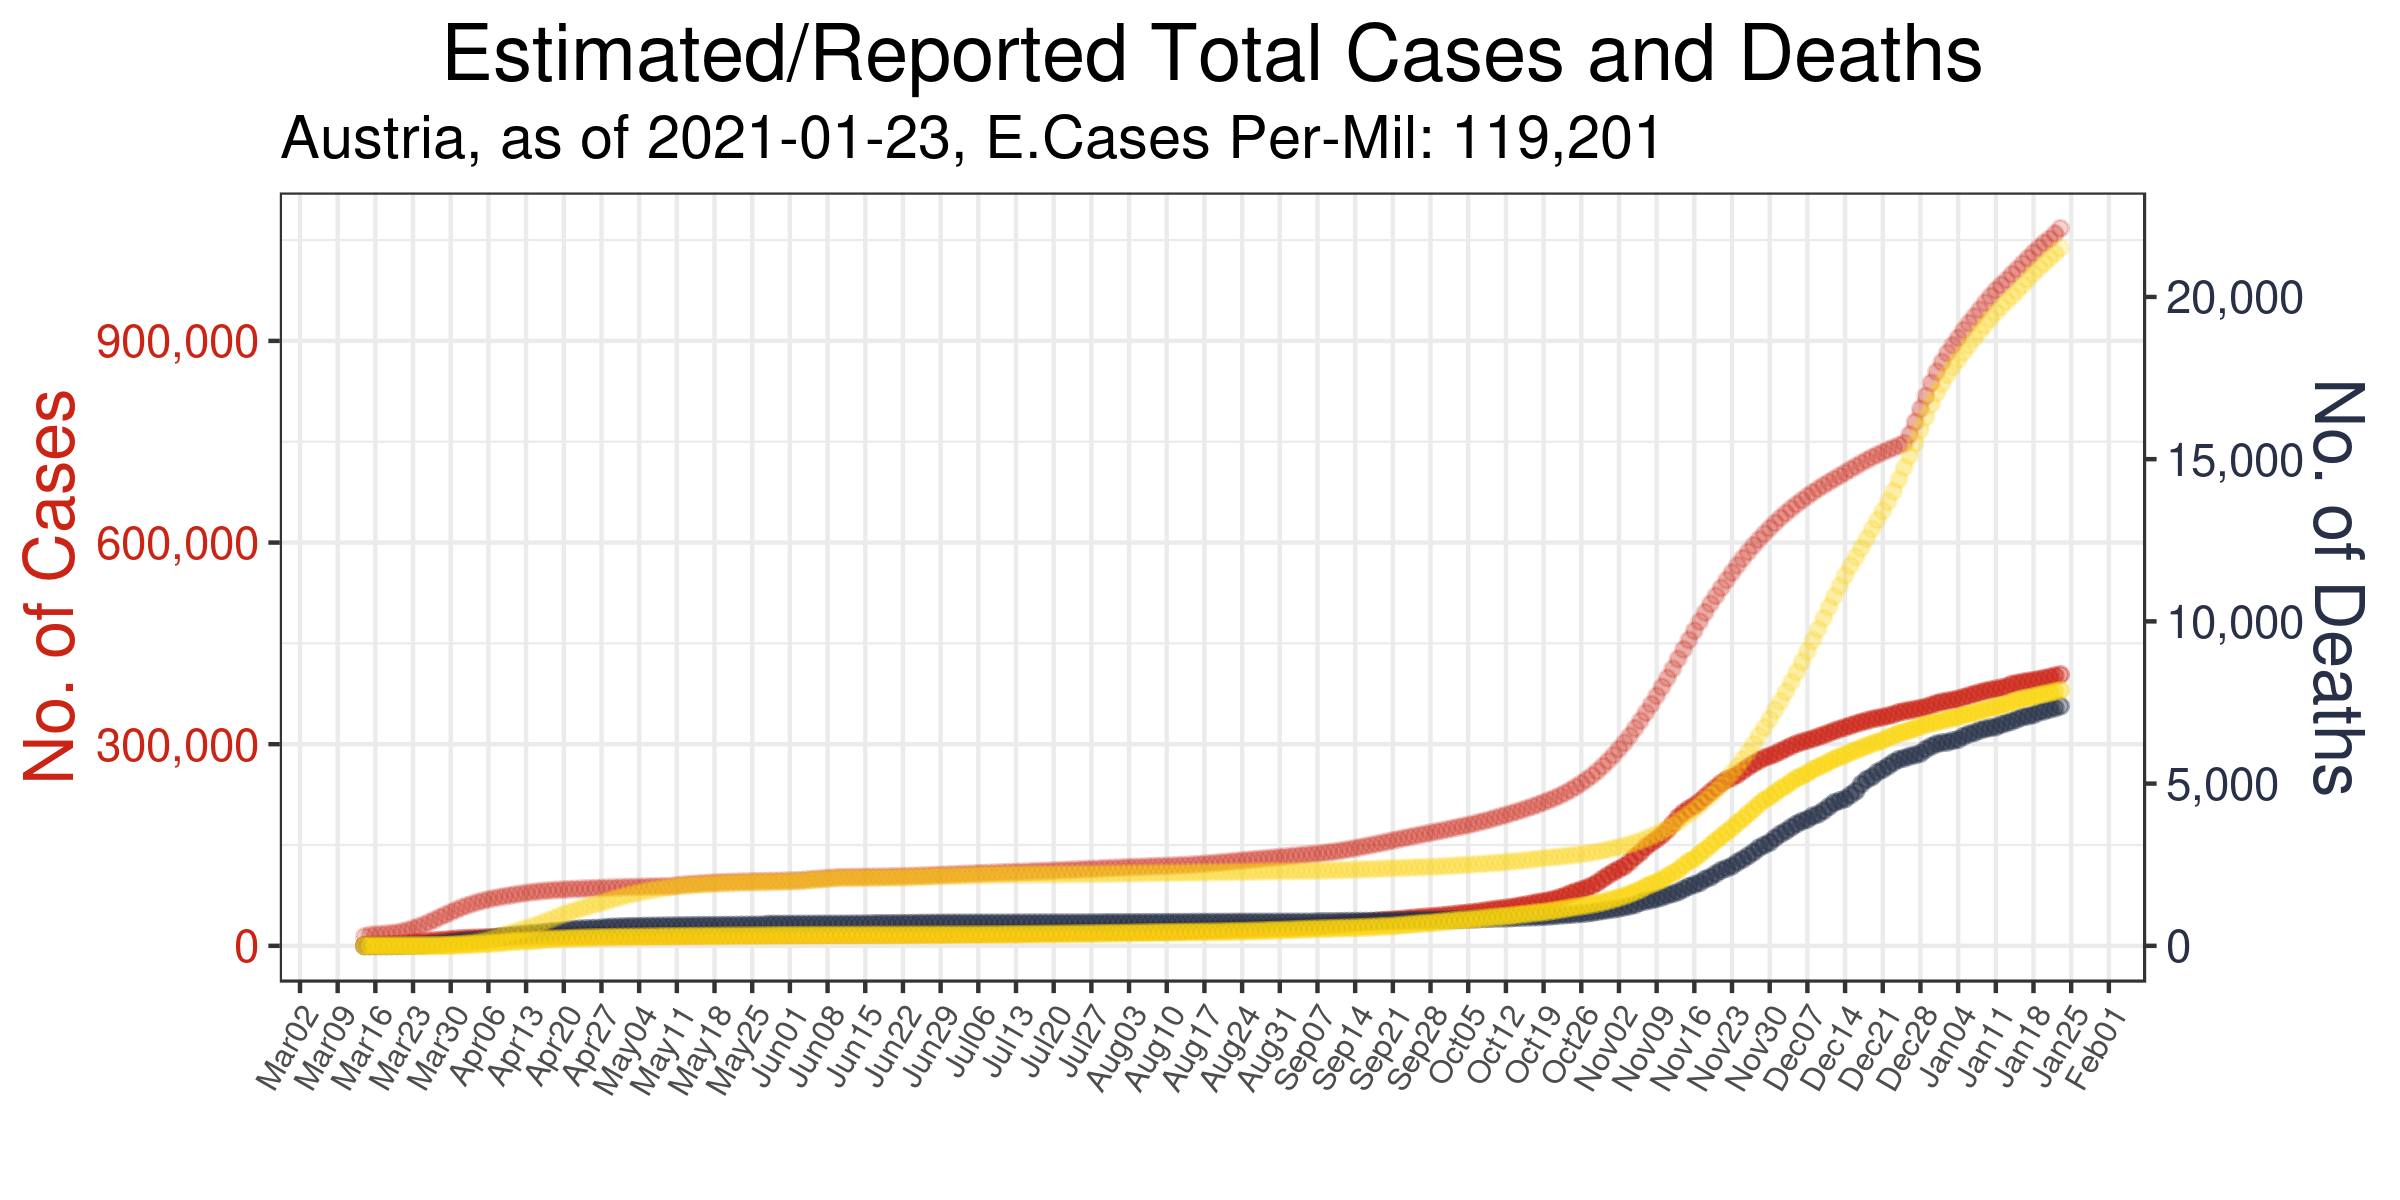 Estimated/Reported Total Cases and Deaths
Austria, as of 2021-01-23, E.Cases Per-Mil: 119,201
No. of Cases
900,000
600,000
300,000
0
20,000
15,000
10,000
5,000
0
No. of Deaths
Mar02
Mar09
Mar16
Mar23
Mar30
Apr06
Apr13
Apr20
Apr27
May04
May11
May18
May25
Jun01
Jun08
Jun15
Jun22
Jun29
Jul06
Jul13
Jul20
Jul27
Aug03
Aug10
Aug17
Aug24
Aug31
Sep07
Sep14
Sep21
Sep28
Oct05
Oct12
Oct19
Oct26
Nov02
Nov09
Nov16
Nov23
Nov30
Dec07
Dec14
Dec21
Dec28
Jan04
Jan11
Jan18
Jan25
Feb01